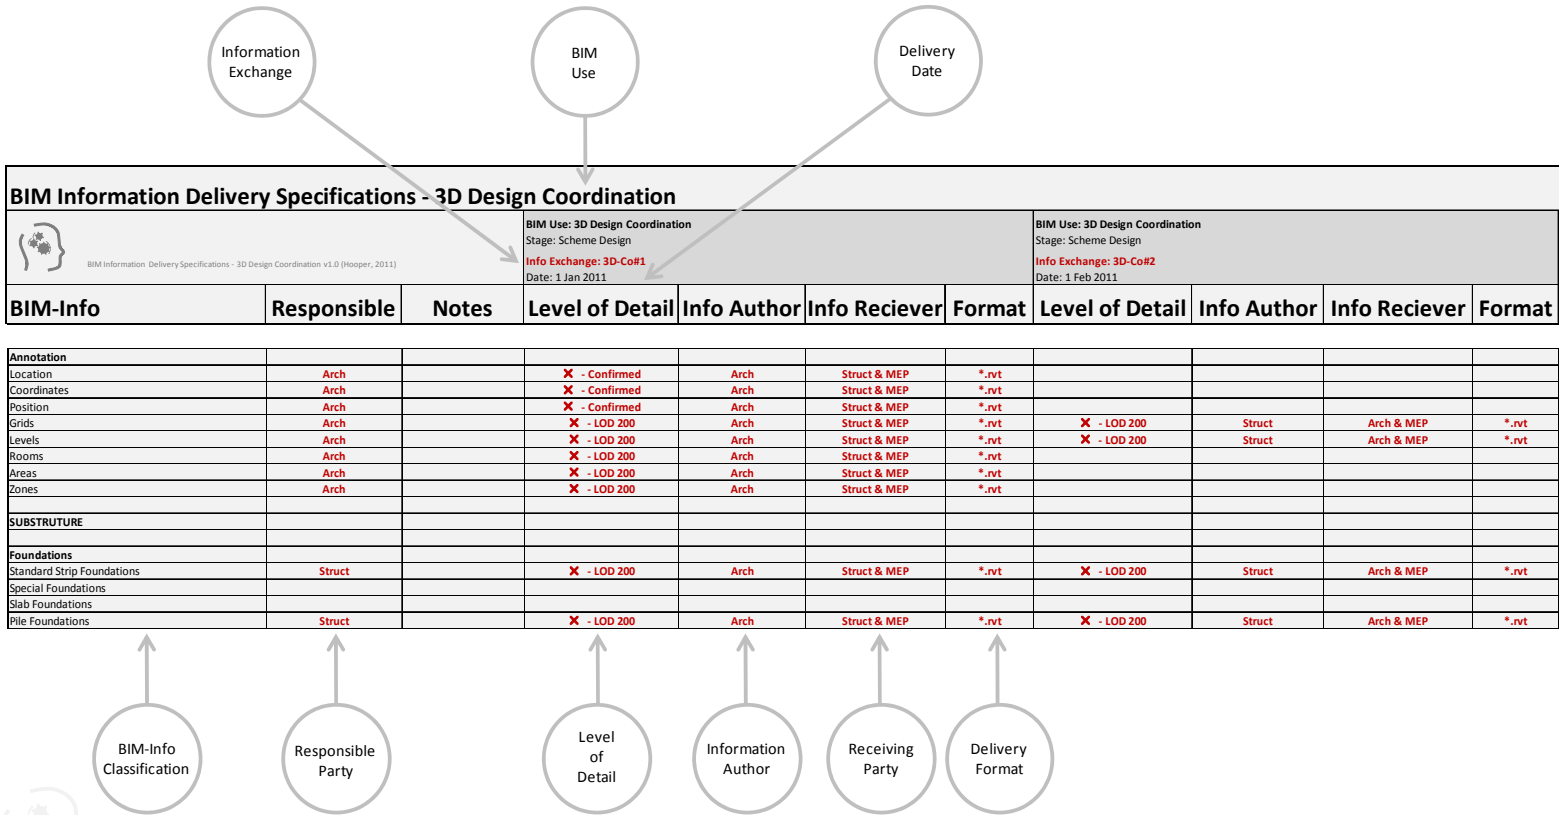 Information
Exchange
BIM
Use
Delivery
Date
BIM Information Delivery Specifications - 3D Design Coordination
BIM Information Delivery Specifications - 3D Design Coordination v1.0 (Hooper, 2011)
BIM Use: 3D Design Coordination
Stage: Scheme Design
Info Exchange: 3D-Co#1
Date: 1 Jan 2011
BIM Use: 3D Design Coordination
Stage: Scheme Design
Info Exchange: 3D-Co#2
Date: 1 Feb 2011
BIM-Info Responsible Notes Level of Detail Info Author Info Reciever Format Level of Detail Info Author Info Reciever Format
Annotation
Location Arch ✗ - Confirmed Arch Struct & MEP *.rvt
Coordinates Arch ✗ - Confirmed Arch Struct & MEP *.rvt
Position Arch ✗ - Confirmed Arch Struct & MEP *.rvt
Grids Arch ✗ - LOD 200 Arch Struct & MEP *.rvt ✗ - LOD 200 Struct Arch & MEP *.rvt
Levels Arch ✗ - LOD 200 Arch Struct & MEP *.rvt ✗ - LOD 200 Struct Arch & MEP *.rvt
Rooms Arch ✗ - LOD 200 Arch Struct & MEP *.rvt
Areas Arch ✗ - LOD 200 Arch Struct & MEP *.rvt
Zones Arch ✗ - LOD 200 Arch Struct & MEP *.rvt
SUBSTRUTURE
Foundations
Standard Strip Foundations Struct ✗ - LOD 200 Arch Struct & MEP *.rvt ✗ - LOD 200 Struct Arch & MEP *.rvt
Special Foundations
Slab Foundations
Pile Foundations Struct ✗ - LOD 200 Arch Struct & MEP *.rvt ✗ - LOD 200 Struct Arch & MEP *.rvt
BIM-Info
Classification
Responsible
Party
Level
of
Detail
Information
Author
Receiving
Party
Delivery
Format